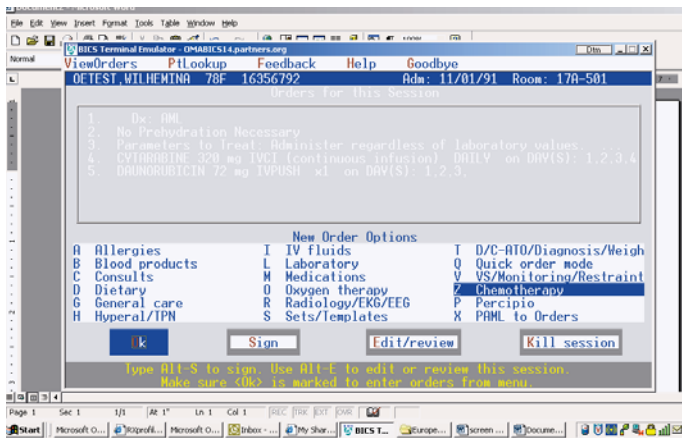 File Edit View Insert Format Tools Table Window Help
Normal
BICS Terminal Emulator - OMABICS14.partners.org
Dtm
ViewOrders PtLookup Feedback Help Goodbye
OETEST,WILHEMINA 78F 16356792 Adm: 11/01/91 Room: 17A-501
Orders for this Session
1. Dx: AML
2. No Prehydration Necessary
3. Parameters to Treat: Administer regardless of laboratory values. ...
4. CYTARABINE 320 mg IVCI (continuous infusion) DAILY on DAY(S): 1,2,3,4
5. DAUNORUBICIN 72 mg IVPUSH x1 on DAY(S): 1,2,3,
New Order Options
A Allergies I IV fluids T D/C-ATO/Diagnosis/Weigh
B Blood products L Laboratory Q Quick order mode
C Consults M Medications V VS/Monitoring/Restraint
D Dietary O Oxygen therapy Z Chemotherapy
G General care R Radiology/EKG/EEG P Percipio
H Hyperal/TPN S Sets/Templates X PAML to Orders
Ok Sign Edit/review Kill session
Type Alt-S to sign. Use Alt-E to edit or review this session.
Make sure <Ok> is marked to enter orders from menu.
Page 1 Sec 1 1/1 At 1" Ln 1 Col 1 REC TRK EXT OVR
Start Microsoft O... RXprofil... Microsoft O... Inbox - ... My Shar... BICS T... Europe... screen ... Docume...